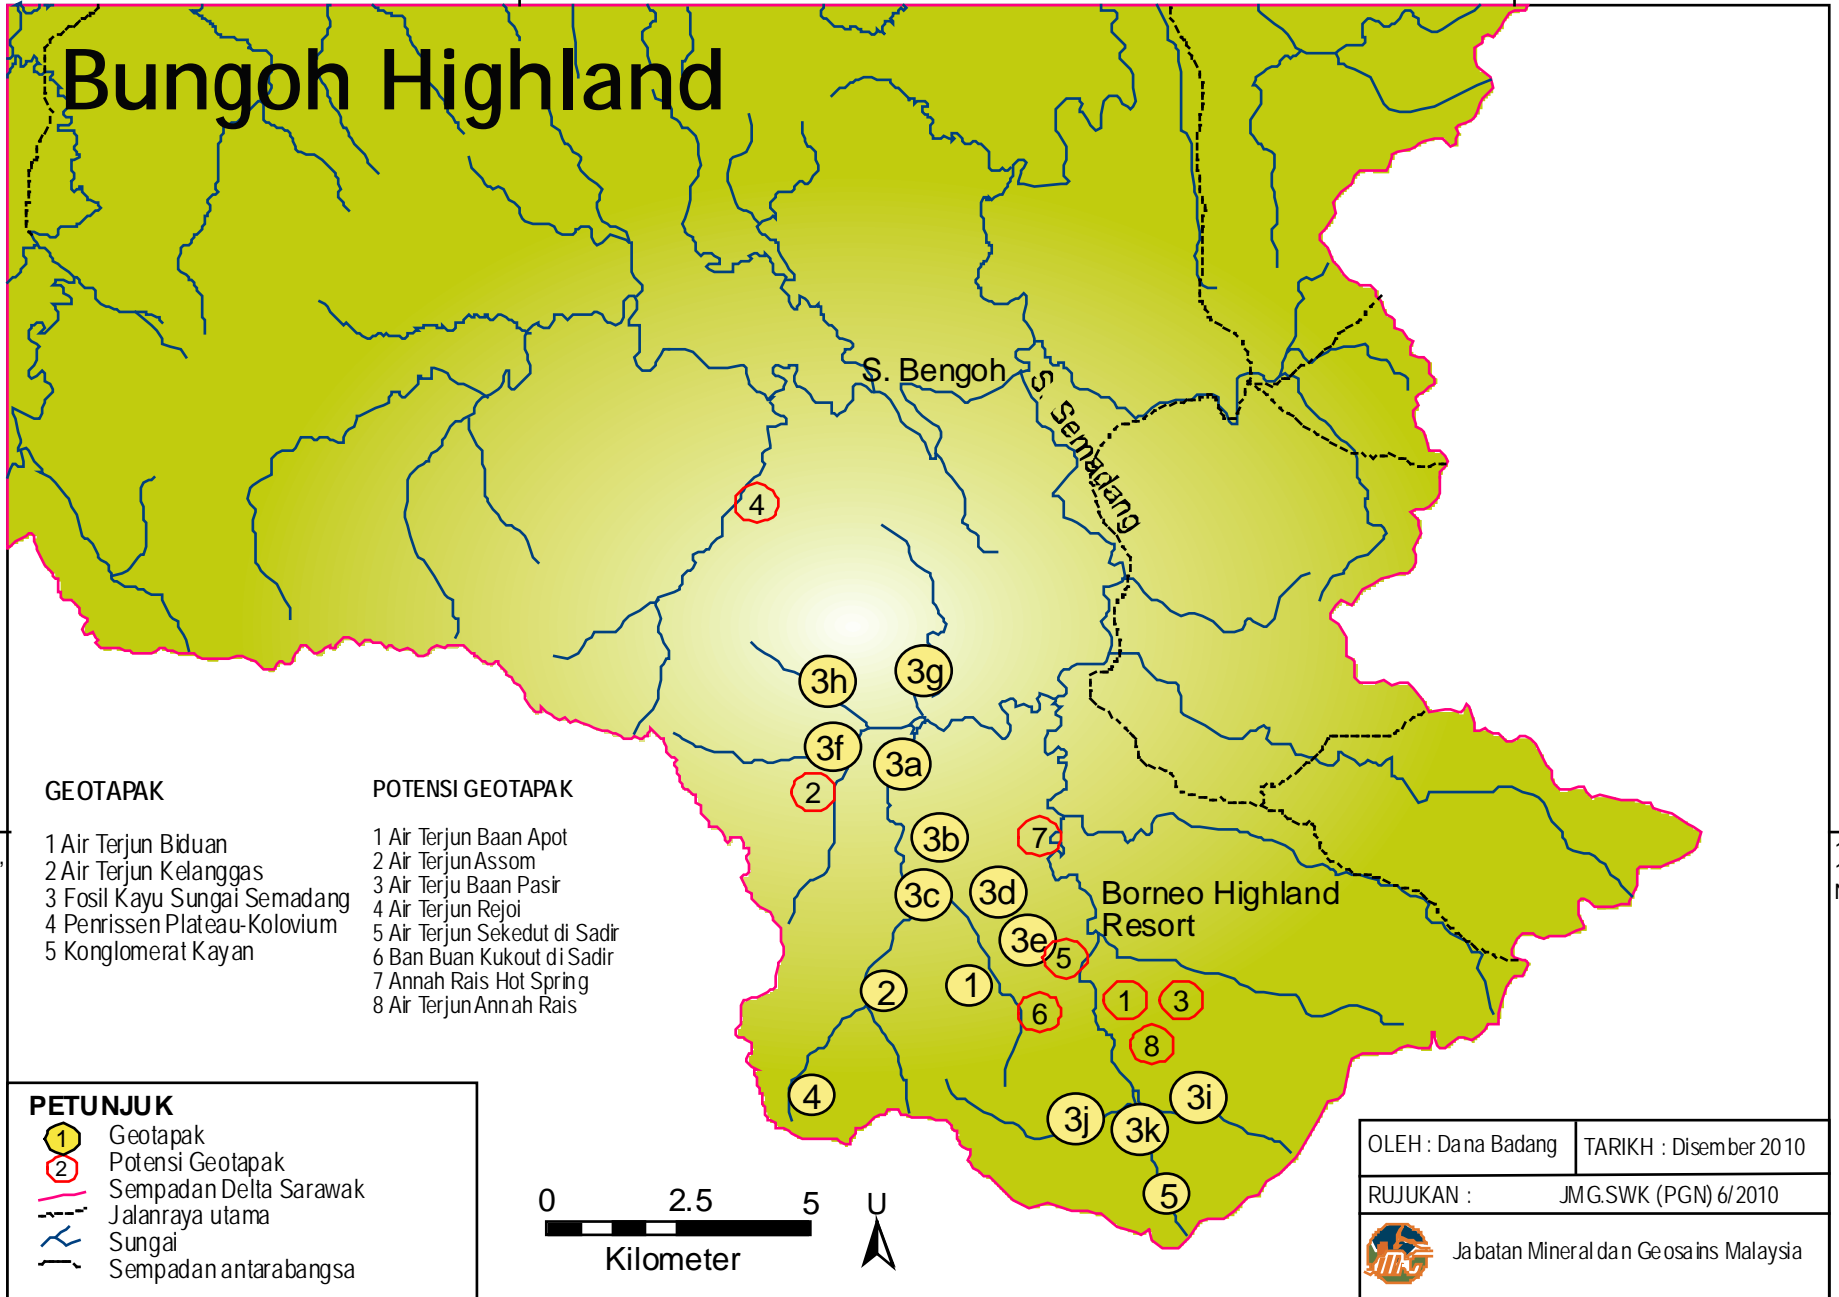 Bungoh Highland
S. Bengoh
S. Semadang
4
3h
3g
3f
3a
2
3b
7
3c
3d
Borneo Highland
Resort
3e
5
2
1
6
1
3
8
4
3j
3k
3i
5
GEOTAPAK
1 Air Terjun Biduan
2 Air Terjun Kelanggas
3 Fosil Kayu Sungai Semadang
4 Penrissen Plateau-Kolovium
5 Konglomerat Kayan
POTENSI GEOTAPAK
1 Air Terjun Baan Apot
2 Air Terjun Assom
3 Air Terju Baan Pasir
4 Air Terjun Rejoi
5 Air Terjun Sekedut di Sadir
6 Ban Buan Kukout di Sadir
7 Annah Rais Hot Spring
8 Air Terjun Annah Rais
PETUNJUK
1 Geotapak
2 Potensi Geotapak
Sempadan Delta Sarawak
Jalanraya utama
Sungai
Sempadan antarabangsa
0 2.5 5
Kilometer
U
OLEH : Dana Badang TARIKH : Disember 2010
RUJUKAN : JMG.SWK (PGN) 6/2010
JMG Jabatan Mineral dan Geosains Malaysia